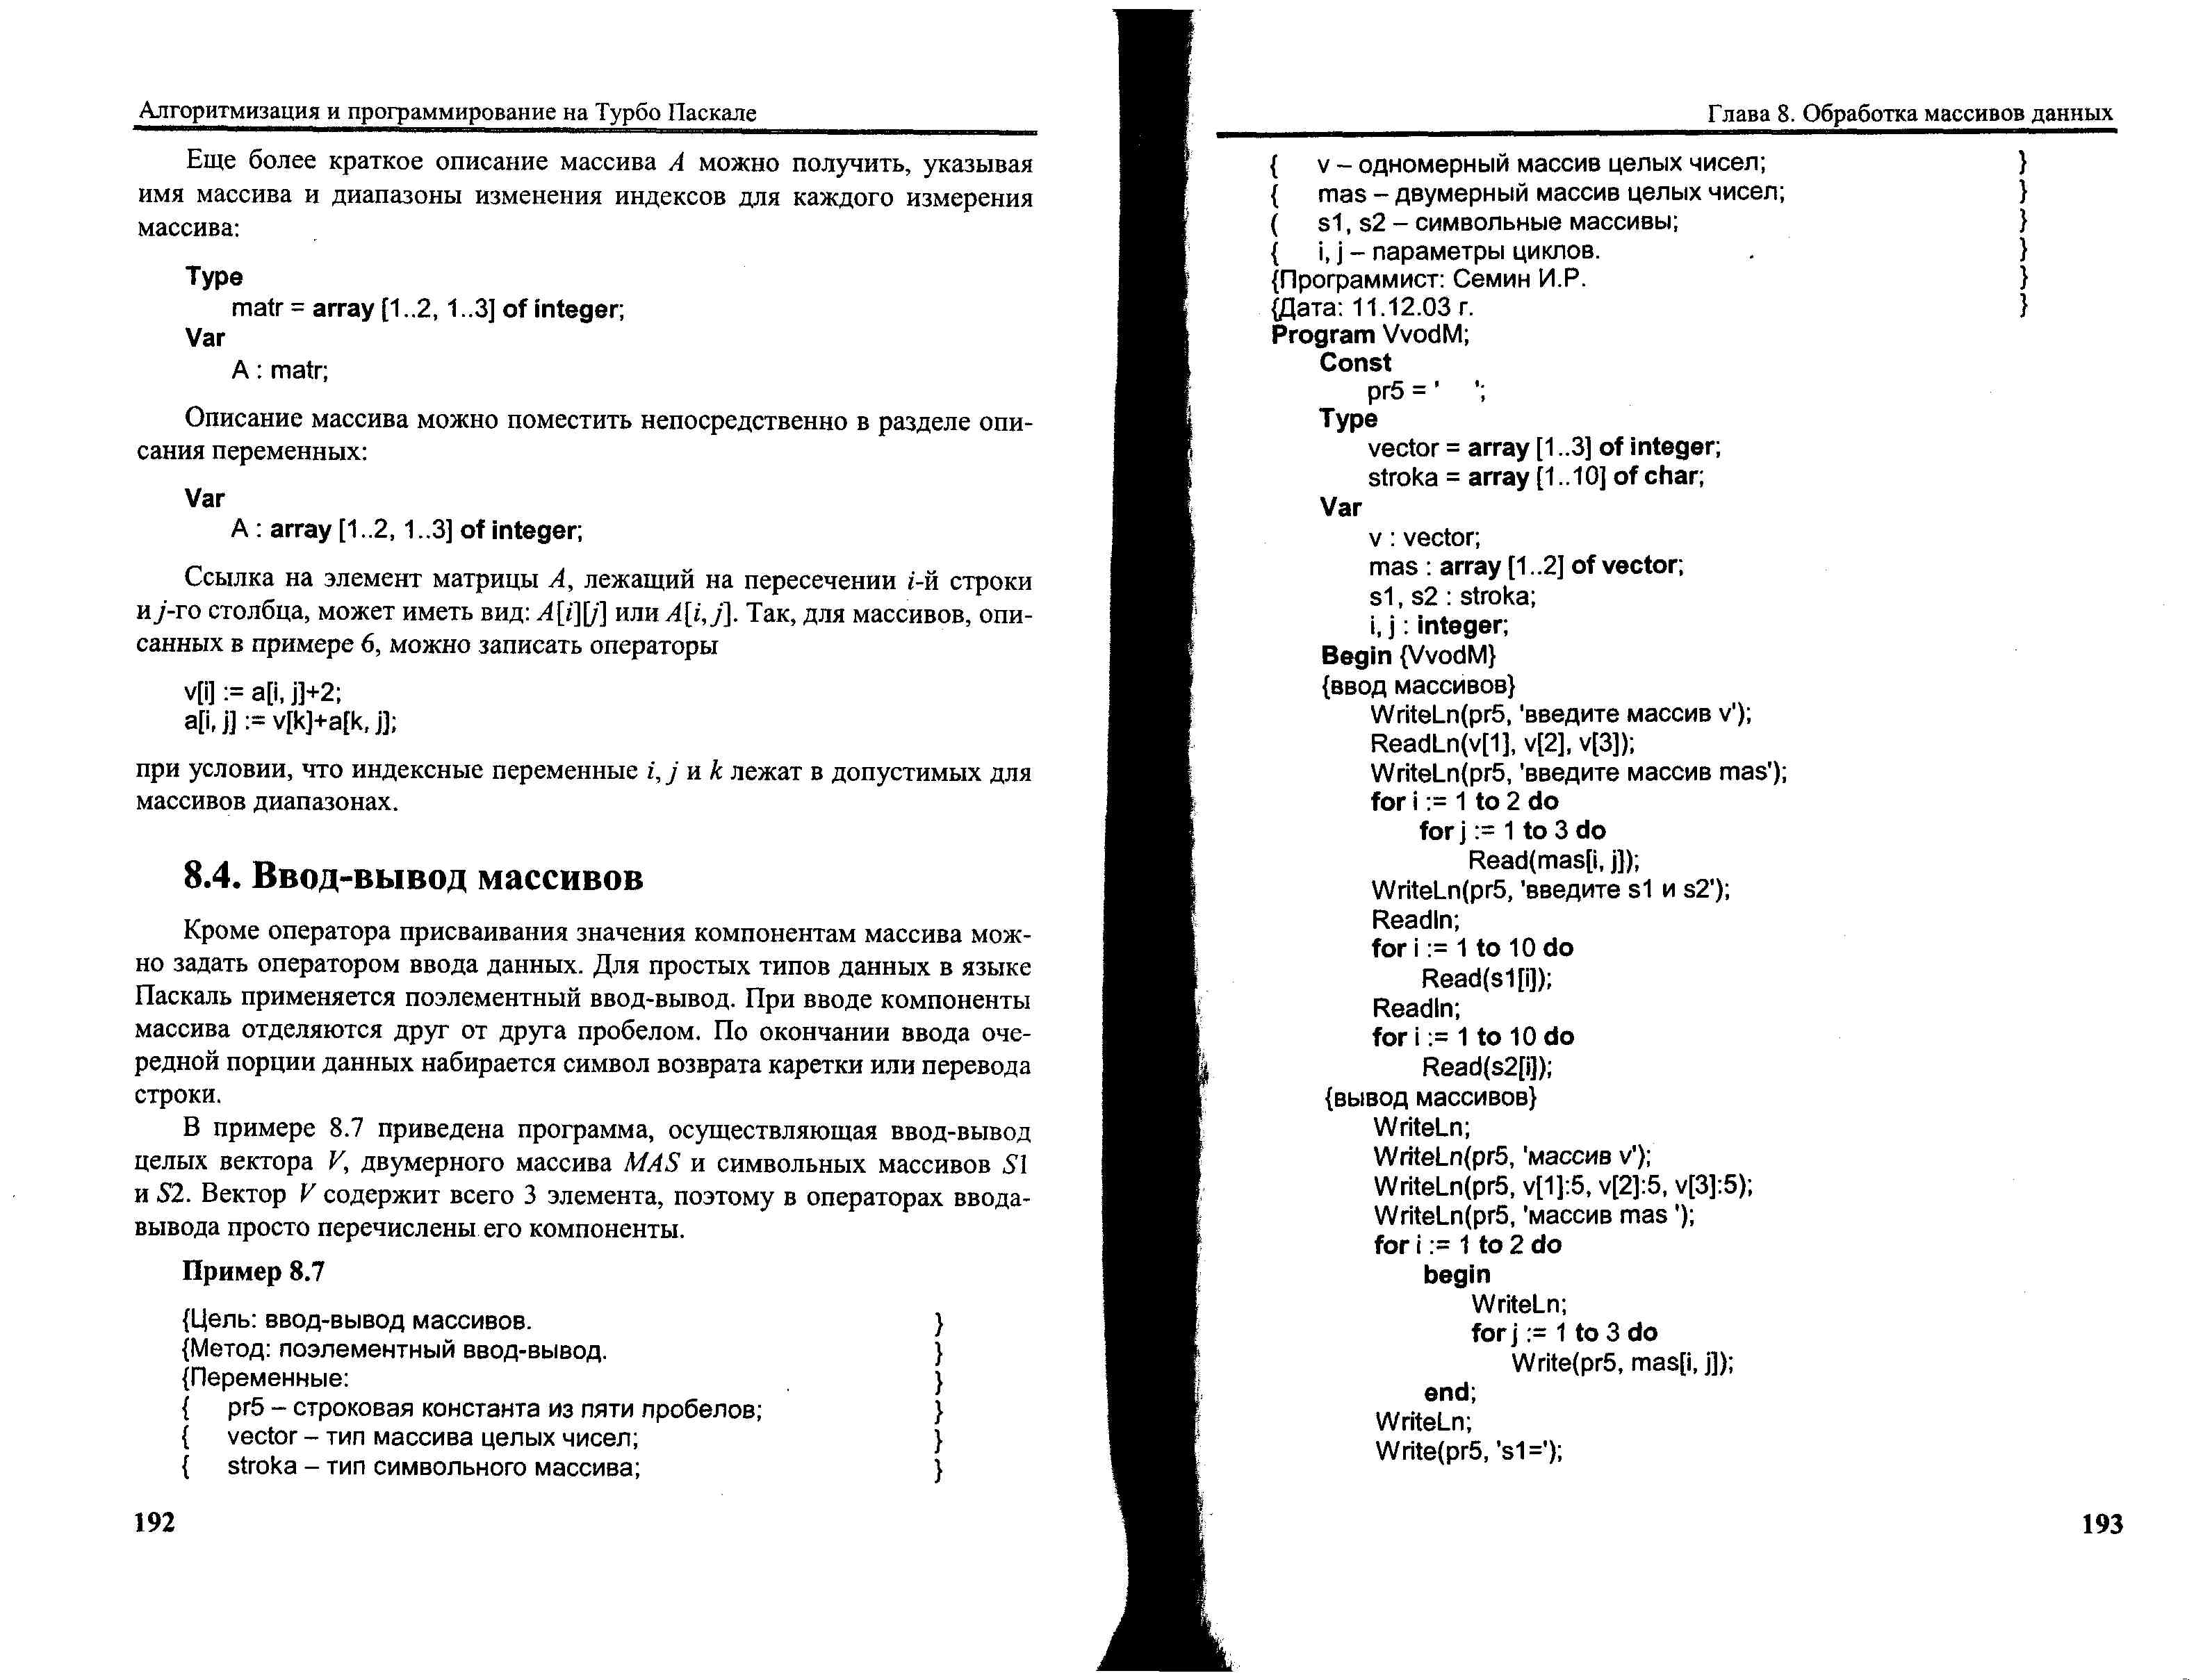 Алгоритмизация и программирование на Турбо Паскале
Еще более краткое описание массива A можно получить, указывая
имя массива и диапазоны изменения индексов для каждого измерения
массива:
Type
matr = array [1..2, 1..3] of integer;
Var
A : matr;
Описание массива можно поместить непосредственно в разделе опи-
сания переменных:
Var
A : array [1..2, 1..3] of integer;
Ссылка на элемент матрицы A, лежащий на пересечении i-й строки
и j-го столбца, может иметь вид: A[i][j] или A[i, j]. Так, для массивов, опи-
санных в примере 6, можно записать операторы
v[i] := a[i, j]+2;
a[i, j] := v[k]+a[k, j];
при условии, что индексные переменные i, j и k лежат в допустимых для
массивов диапазонах.
8.4. Ввод-вывод массивов
Кроме оператора присваивания значения компонентам массива мож-
но задать оператором ввода данных. Для простых типов данных в языке
Паскаль применяется поэлементный ввод-вывод. При вводе компоненты
массива отделяются друг от друга пробелом. По окончании ввода оче-
редной порции данных набирается символ возврата каретки или перевода
строки.
В примере 8.7 приведена программа, осуществляющая ввод-вывод
целых вектора V, двумерного массива MAS и символьных массивов S1
и S2. Вектор V содержит всего 3 элемента, поэтому в операторах ввода-
вывода просто перечислены его компоненты.
Пример 8.7
{Цель: ввод-вывод массивов. }
{Метод: поэлементный ввод-вывод. }
{Переменные: }
{ pr5 – строковая константа из пяти пробелов; }
{ vector – тип массива целых чисел; }
{ stroka – тип символьного массива; }
192
Глава 8. Обработка массивов данных
{ v – одномерный массив целых чисел; }
{ mas – двумерный массив целых чисел; }
( s1, s2 – символьные массивы; }
{ i, j – параметры циклов. }
{Программист: Семин И.Р. }
{Дата: 11.12.03 г. }
Program VvodM;
Const
pr5 = '     ';
Type
vector = array [1..3] of integer;
stroka = array [1..10] of char;
Var
v : vector;
mas : array [1..2] of vector;
s1, s2 : stroka;
i, j : integer;
Begin {VvodM}
{ввод массивов}
WriteLn(pr5, 'введите массив v');
ReadLn(v[1], v[2], v[3]);
WriteLn(pr5, 'введите массив mas');
for i := 1 to 2 do
for j := 1 to 3 do
Read(mas[i, j]);
WriteLn(pr5, 'введите s1 и s2');
Readln;
for i := 1 to 10 do
Read(s1[i]);
Readln;
for i := 1 to 10 do
Read(s2[i]);
{вывод массивов}
WriteLn;
WriteLn(pr5, 'массив v');
WriteLn(pr5, v[1]:5, v[2]:5, v[3]:5);
WriteLn(pr5, 'массив mas ');
for i := 1 to 2 do
begin
WriteLn;
for j := 1 to 3 do
Write(pr5, mas[i, j]);
end;
WriteLn;
Write(pr5, 's1=');
193